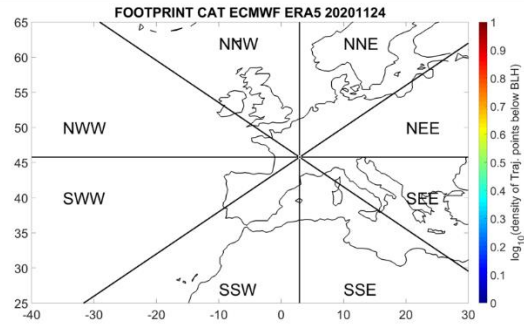 FOOTPRINT CAT ECMWF ERA5 20201124
65
60
55
50
45
40
35
30
25
-40
-30
-20
-10
0
10
20
30
NNW
NNE
NWW
NEE
SWW
SEE
SSW
SSE
1
0.9
0.8
0.7
0.6
0.5
0.4
0.3
0.2
0.1
0
log10(density of Traj. points below BLH)